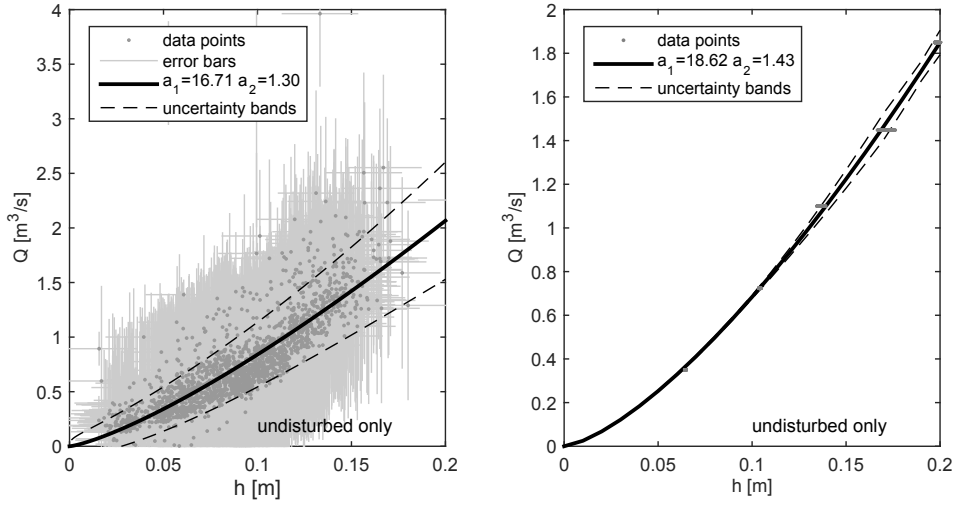 4
3.5
3
2.5
2
1.5
1
0.5
0
Q [m³/s]
data points
error bars
a₁=16.71 a₂=1.30
uncertainty bands
undisturbed only
0 0.05 0.1 0.15 0.2
h [m]
2
1.8
1.6
1.4
1.2
1
0.8
0.6
0.4
0.2
0
Q [m³/s]
data points
a₁=18.62 a₂=1.43
uncertainty bands
undisturbed only
0 0.05 0.1 0.15 0.2
h [m]